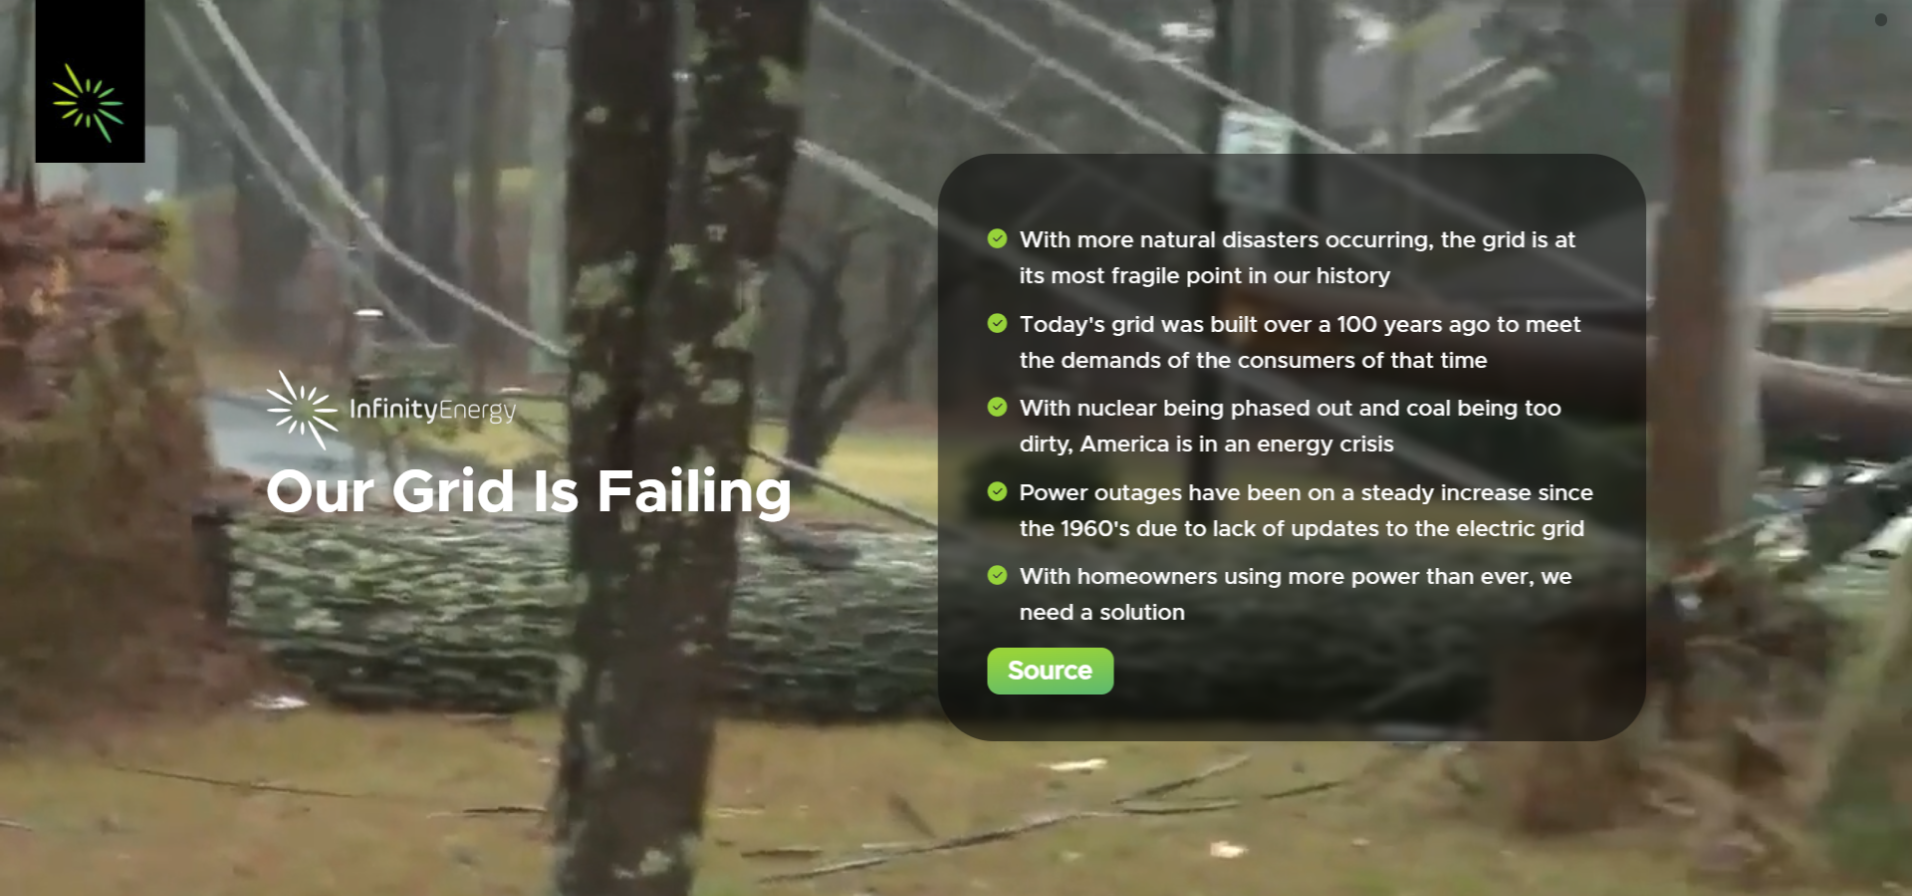 InfinityEnergy
Our Grid Is Failing
With more natural disasters occurring, the grid is at
its most fragile point in our history
Today's grid was built over a 100 years ago to meet
the demands of the consumers of that time
With nuclear being phased out and coal being too
dirty, America is in an energy crisis
Power outages have been on a steady increase since
the 1960's due to lack of updates to the electric grid
With homeowners using more power than ever, we
need a solution
Source